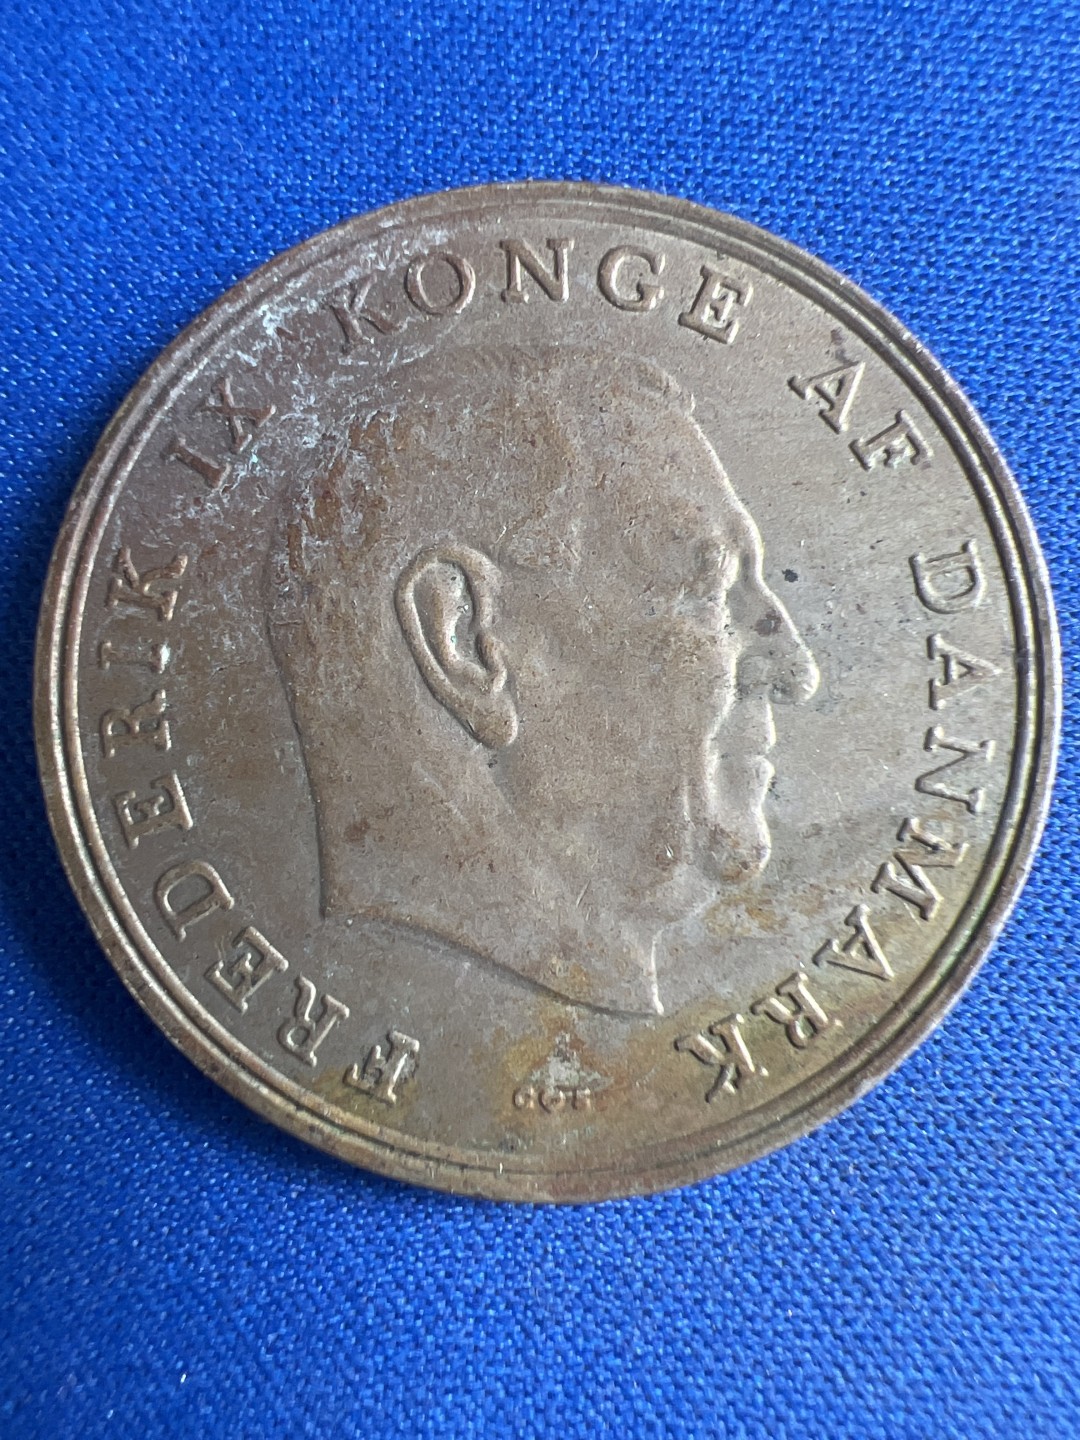 FREDERIK IX KONGE AF DANMARK